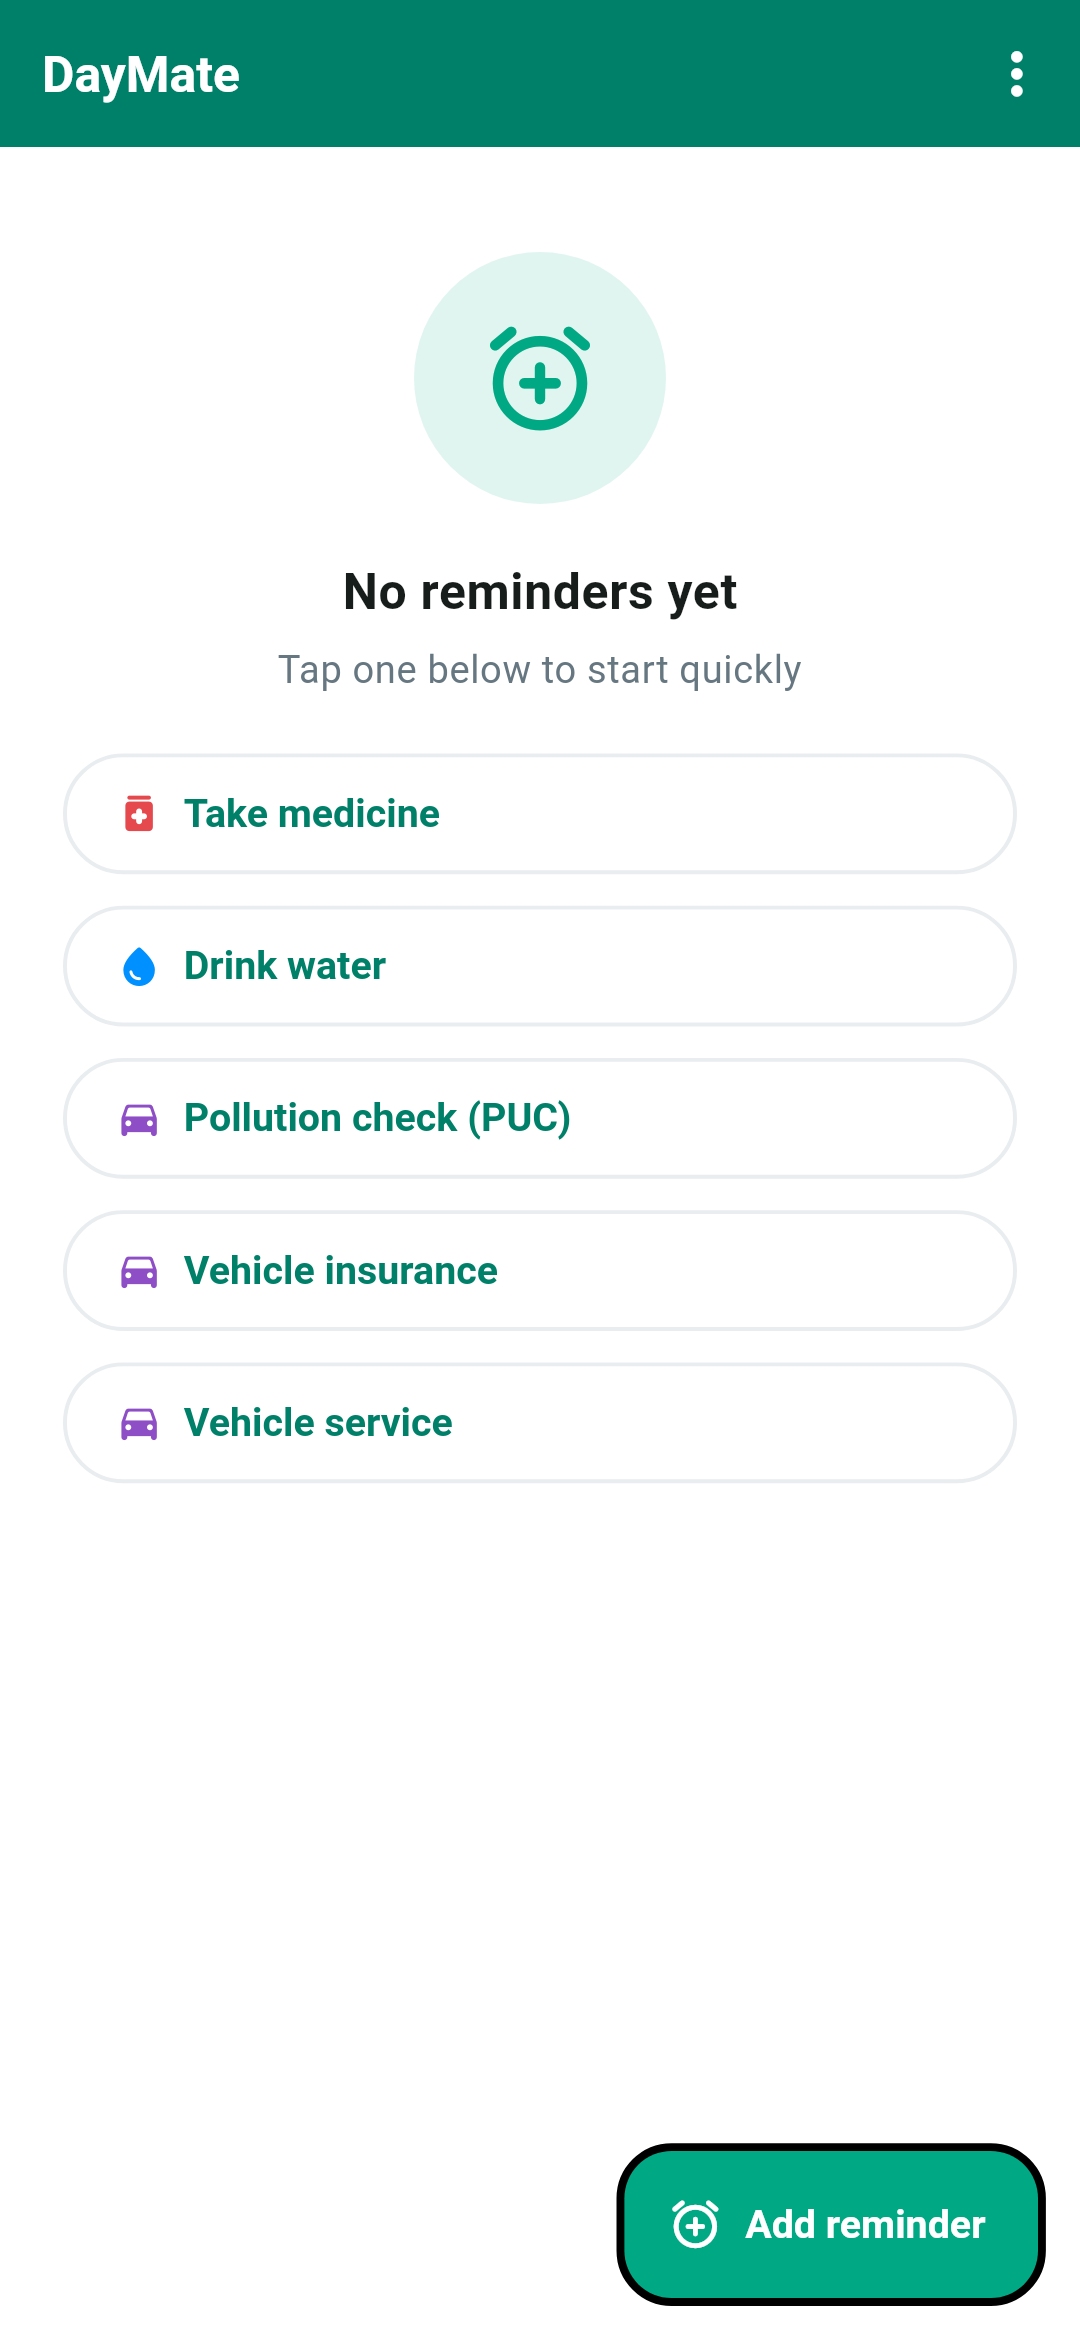 DayMate
No reminders yet
Tap one below to start quickly
Take medicine
Drink water
Pollution check (PUC)
Vehicle insurance
Vehicle service
Add reminder